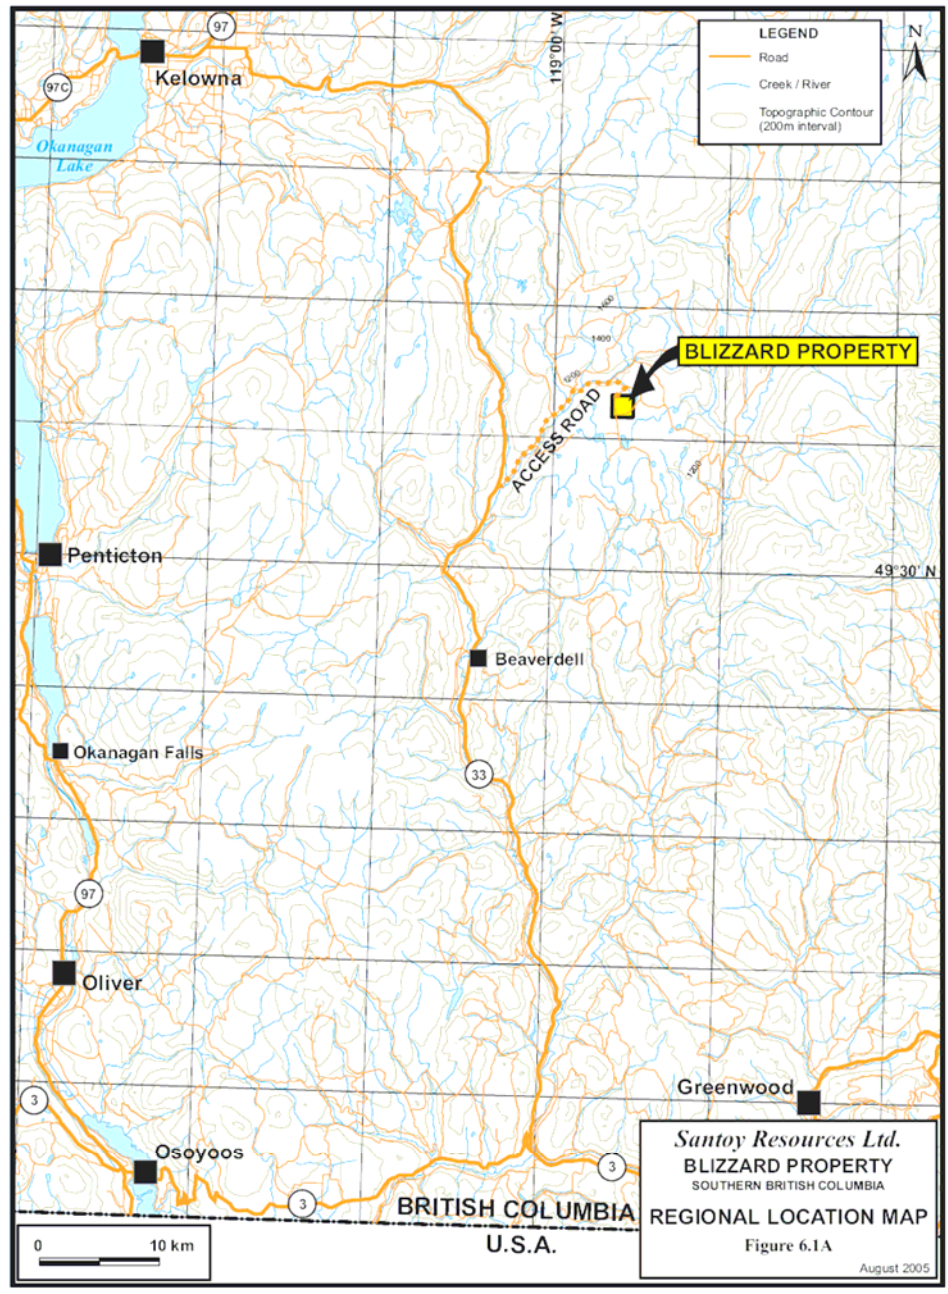 97
119°00' W
LEGEND
Road
Creek / River
Topographic Contour
(200m interval)
N
Kelowna
97C
Okanagan
Lake
1600
1400
BLIZZARD PROPERTY
1200
ACCESS ROAD
1200
Penticton
49°30' N
Beaverdell
Okanagan Falls
33
97
Oliver
Greenwood
3
Osoyoos
3
3
BRITISH COLUMBIA
U.S.A.
0 10 km
Santoy Resources Ltd.
BLIZZARD PROPERTY
SOUTHERN BRITISH COLUMBIA
REGIONAL LOCATION MAP
Figure 6.1A
August 2005